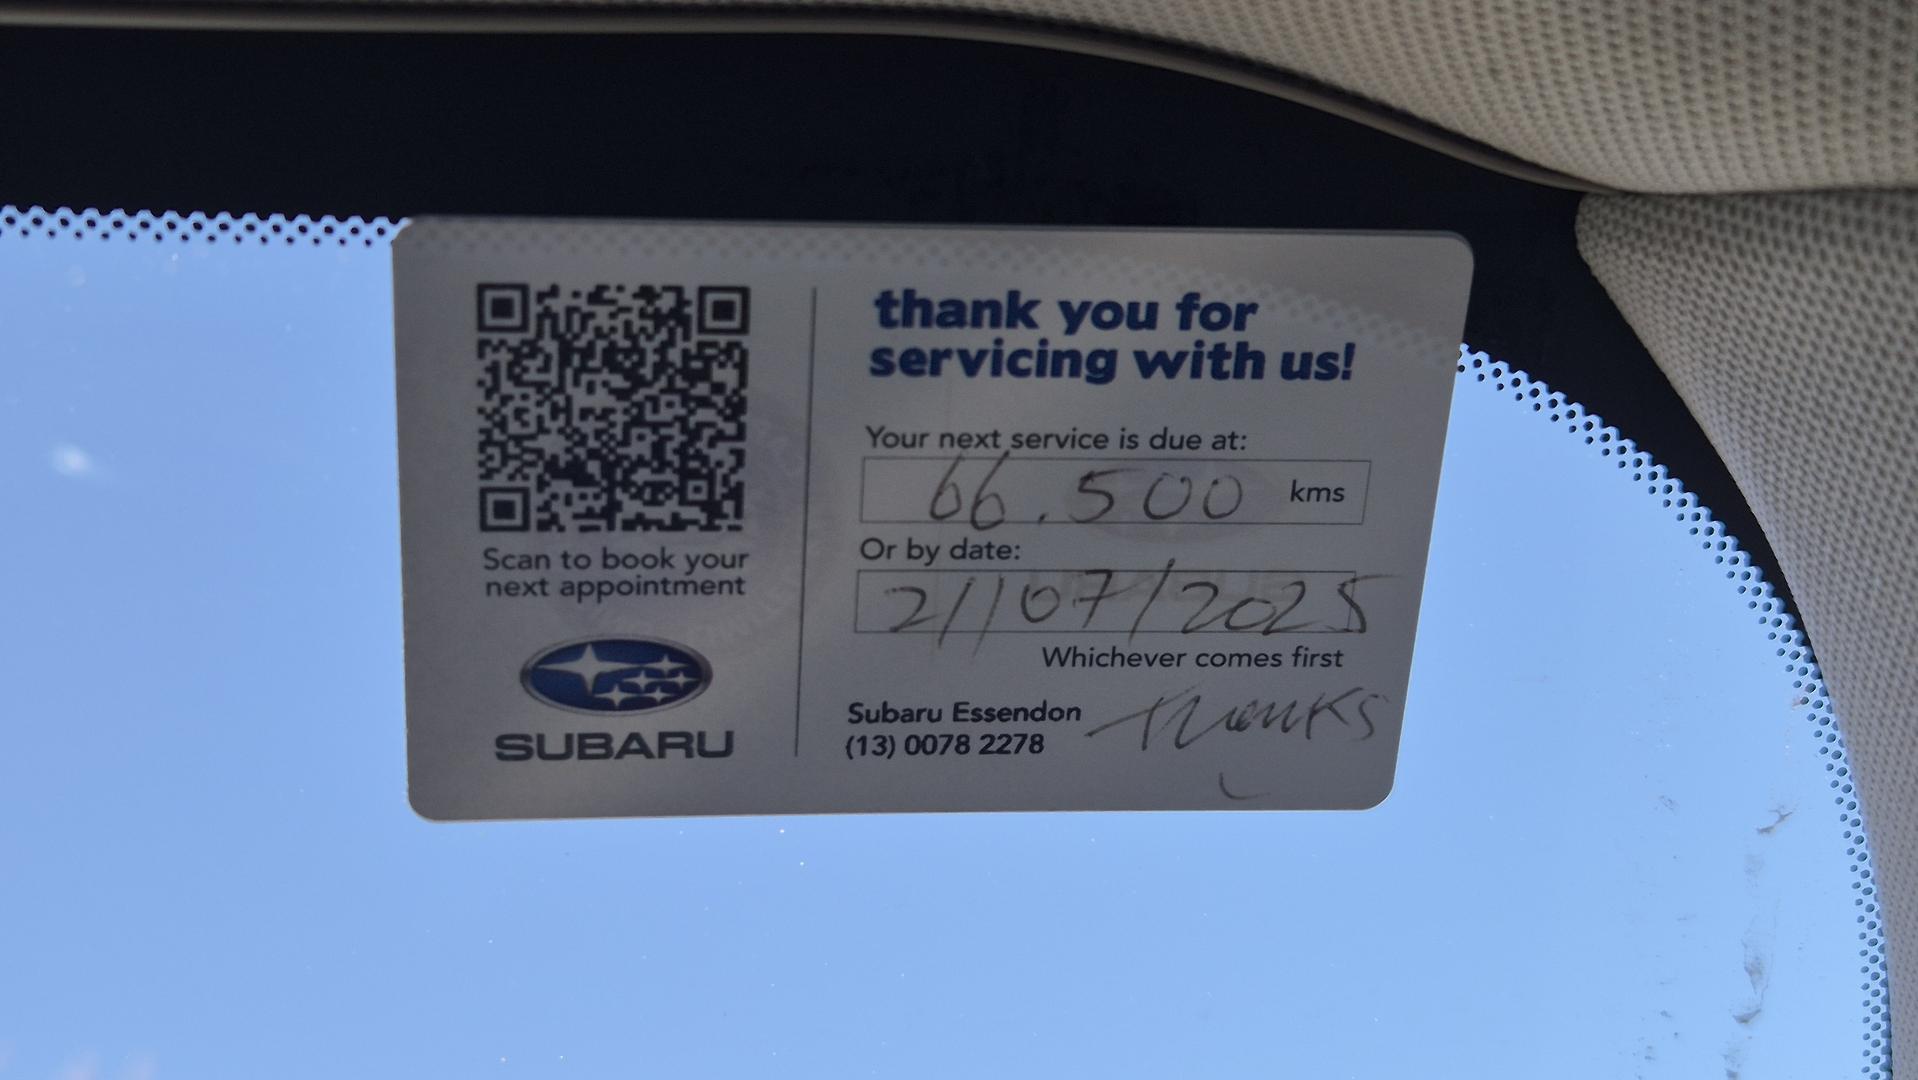 thank you for
servicing with us!
Your next service is due at:
66.500 kms
Or by date:
21/07/2025
Whichever comes first
Scan to book your
next appointment
SUBARU
Subaru Essendon
(13) 0078 2278
Thanks